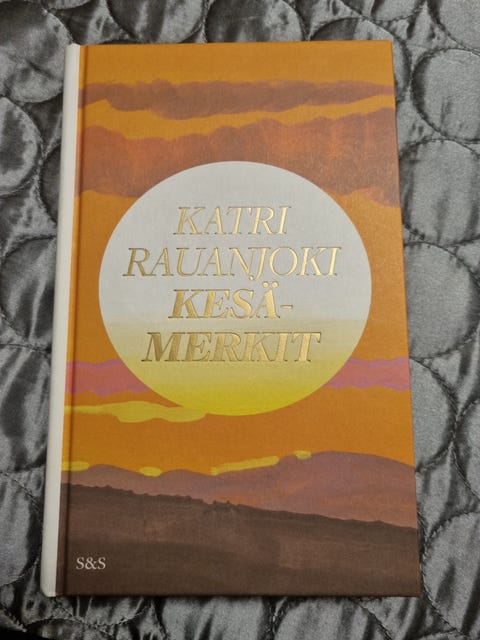 KATRI
RAUANJOKI
KESÄ-
MERKIT
S&S